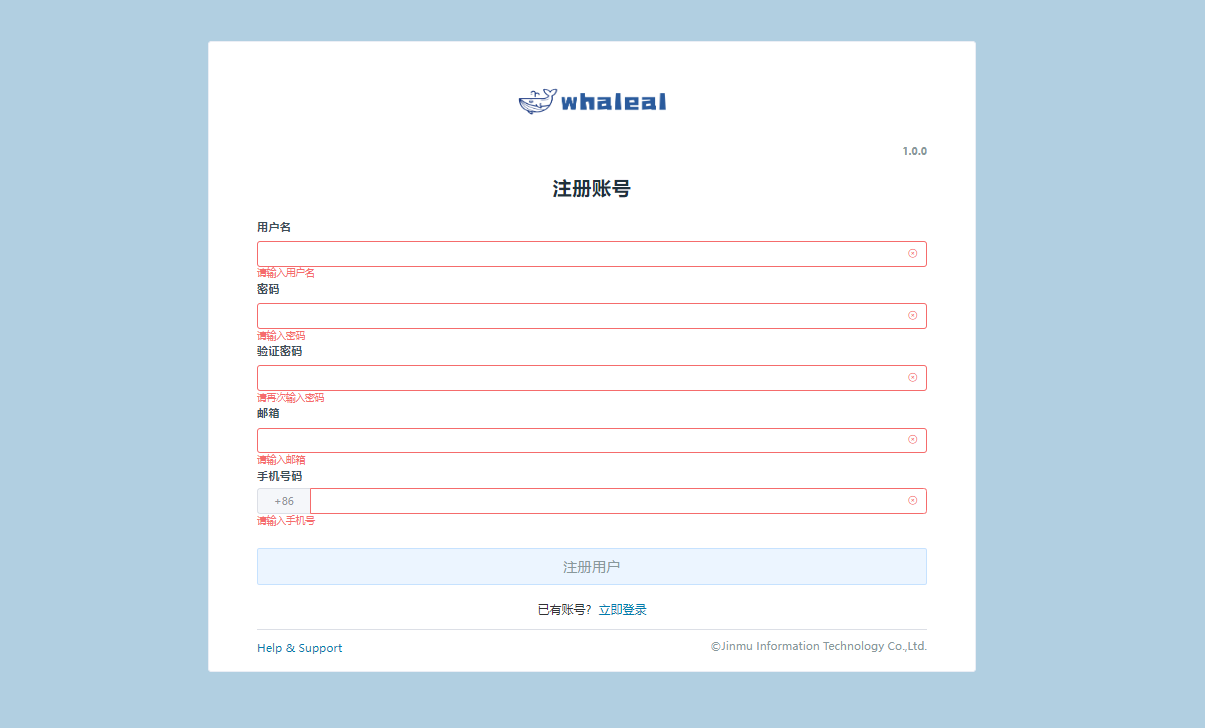 whaleal
1.0.0
注册账号
用户名
请输入用户名
密码
请输入密码
验证密码
请再次输入密码
邮箱
请输入邮箱
手机号码
+86
请输入手机号
注册用户
已有账号? 立即登录
Help & Support ©Jinmu Information Technology Co.,Ltd.